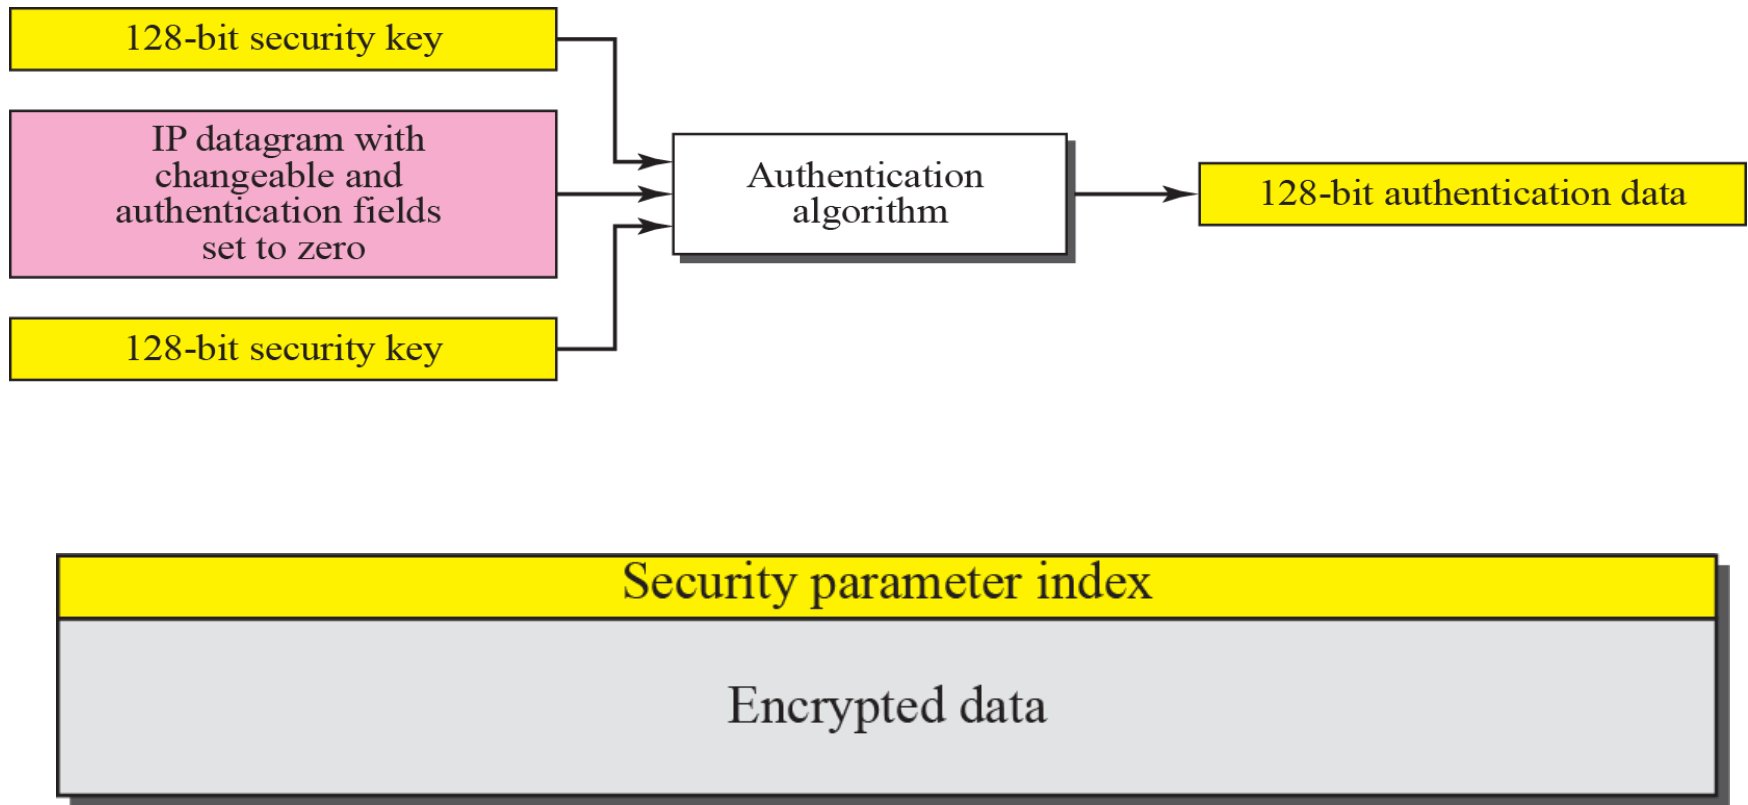 128-bit security key
IP datagram with
changeable and
authentication fields
set to zero
128-bit security key
Authentication
algorithm
128-bit authentication data
Security parameter index
Encrypted data